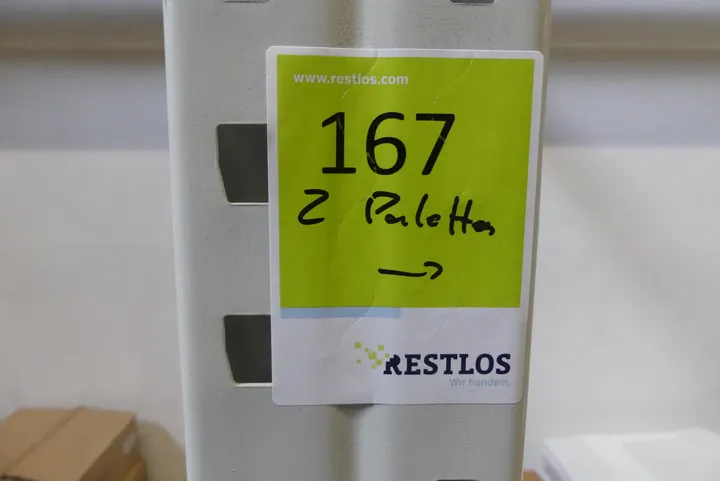 www.restlos.com
167
2 Paletten
→
RESTLOS
Wir handeln.